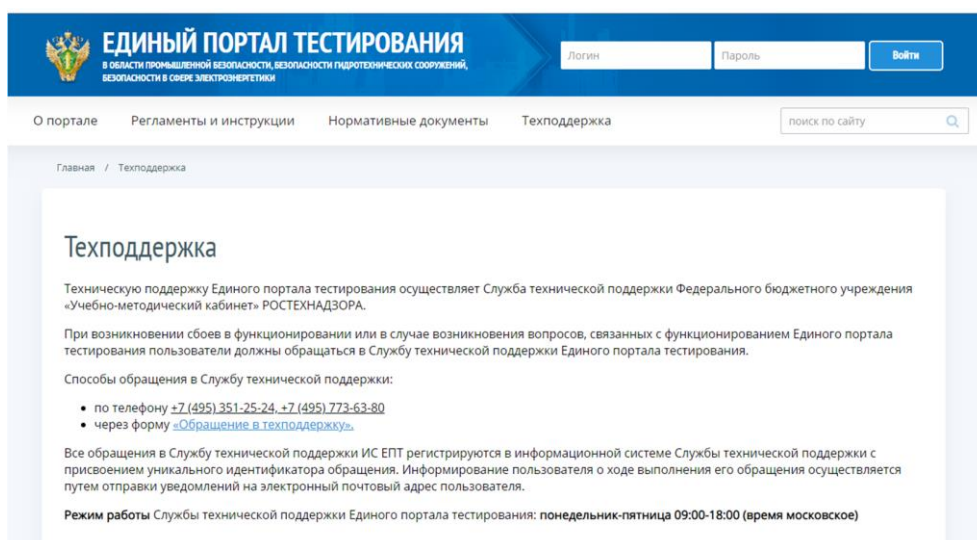 ЕДИНЫЙ ПОРТАЛ ТЕСТИРОВАНИЯ
В ОБЛАСТИ ПРОМЫШЛЕННОЙ БЕЗОПАСНОСТИ, БЕЗОПАСНОСТИ ГИДРОТЕХНИЧЕСКИХ СООРУЖЕНИЙ,
БЕЗОПАСНОСТИ В СФЕРЕ ЭЛЕКТРОЭНЕРГЕТИКИ
Логин Пароль Войти
О портале Регламенты и инструкции Нормативные документы Техподдержка поиск по сайту
Главная / Техподдержка
Техподдержка
Техническую поддержку Единого портала тестирования осуществляет Служба технической поддержки Федерального бюджетного учреждения
«Учебно-методический кабинет» РОСТЕХНАДЗОРА.
При возникновении сбоев в функционировании или в случае возникновения вопросов, связанных с функционированием Единого портала
тестирования пользователи должны обращаться в Службу технической поддержки Единого портала тестирования.
Способы обращения в Службу технической поддержки:
• по телефону +7 (495) 351-25-24, +7 (495) 773-63-80
• через форму «Обращение в техподдержку».
Все обращения в Службу технической поддержки ИС ЕПТ регистрируются в информационной системе Службы технической поддержки с
присвоением уникального идентификатора обращения. Информирование пользователя о ходе выполнения его обращения осуществляется
путем отправки уведомлений на электронный почтовый адрес пользователя.
Режим работы Службы технической поддержки Единого портала тестирования: понедельник-пятница 09:00-18:00 (время московское)